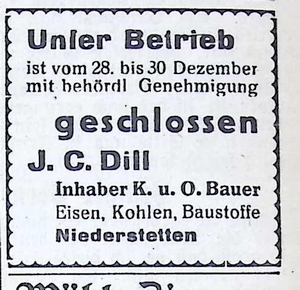 Unser Betrieb
ist vom 28. bis 30 Dezember
mit behördl Genehmigung
geschlossen
J. C. Dill
Inhaber K. u. O. Bauer
Eisen, Kohlen, Baustoffe
Niederstetten